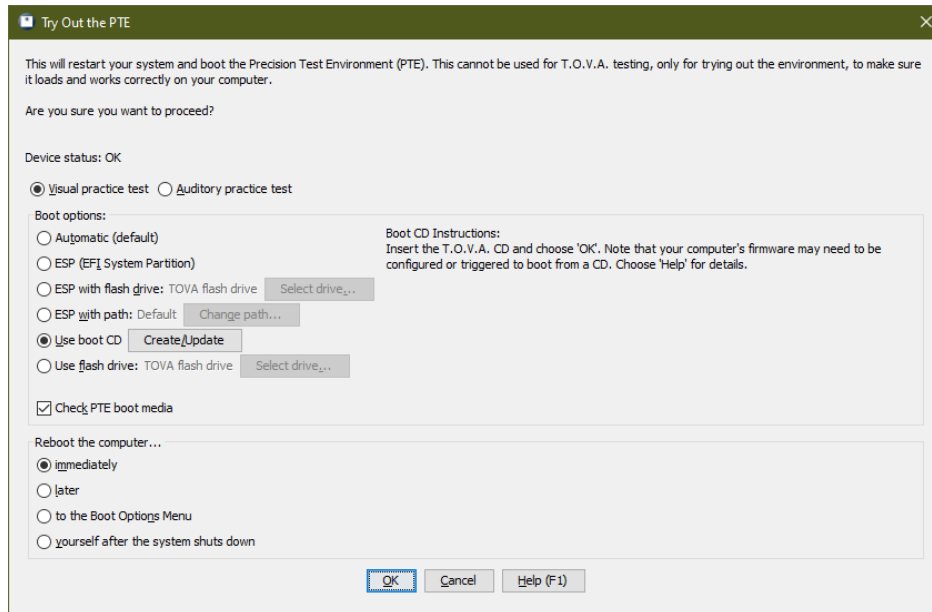 Try Out the PTE
This will restart your system and boot the Precision Test Environment (PTE). This cannot be used for T.O.V.A. testing, only for trying out the environment, to make sure
it loads and works correctly on your computer.
Are you sure you want to proceed?
Device status: OK
Visual practice test Auditory practice test
Boot options:
Automatic (default)
ESP (EFI System Partition)
ESP with flash drive: TOVA flash drive Select drive...
ESP with path: Default Change path...
Use boot CD Create/Update
Use flash drive: TOVA flash drive Select drive...
Boot CD Instructions:
Insert the T.O.V.A. CD and choose 'OK'. Note that your computer's firmware may need to be
configured or triggered to boot from a CD. Choose 'Help' for details.
Check PTE boot media
Reboot the computer...
immediately
later
to the Boot Options Menu
yourself after the system shuts down
OK Cancel Help (F1)